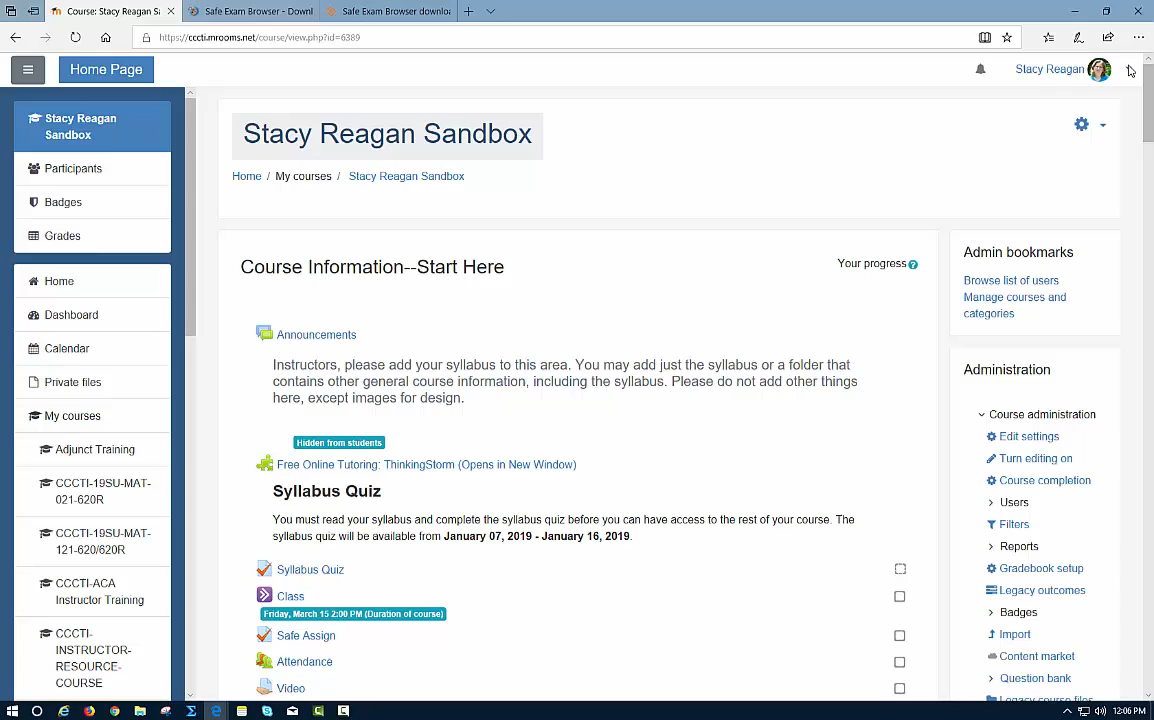 Course: Stacy Reagan Sa
Safe Exam Browser - Downl
Safe Exam Browser downloa
https://cccti.mrooms.net/course/view.php?id=6389
Home Page
Stacy Reagan
Stacy Reagan
Sandbox
Participants
Badges
Grades
Home
Dashboard
Calendar
Private files
My courses
Adjunct Training
CCCTI-19SU-MAT-
021-620R
CCCTI-19SU-MAT-
121-620/620R
CCCTI-ACA
Instructor Training
CCCTI-
INSTRUCTOR-
RESOURCE-
COURSE
Stacy Reagan Sandbox
Home / My courses / Stacy Reagan Sandbox
Course Information--Start Here
Your progress
Announcements
Instructors, please add your syllabus to this area. You may add just the syllabus or a folder that
contains other general course information, including the syllabus. Please do not add other things
here, except images for design.
Hidden from students
Free Online Tutoring: ThinkingStorm (Opens in New Window)
Syllabus Quiz
You must read your syllabus and complete the syllabus quiz before you can have access to the rest of your course. The
syllabus quiz will be available from January 07, 2019 - January 16, 2019.
Syllabus Quiz
Class
Friday, March 15 2:00 PM (Duration of course)
Safe Assign
Attendance
Video
Admin bookmarks
Browse list of users
Manage courses and
categories
Administration
Course administration
Edit settings
Turn editing on
Course completion
Users
Filters
Reports
Gradebook setup
Legacy outcomes
Badges
Import
Content market
Question bank
Legacy course files
12:06 PM